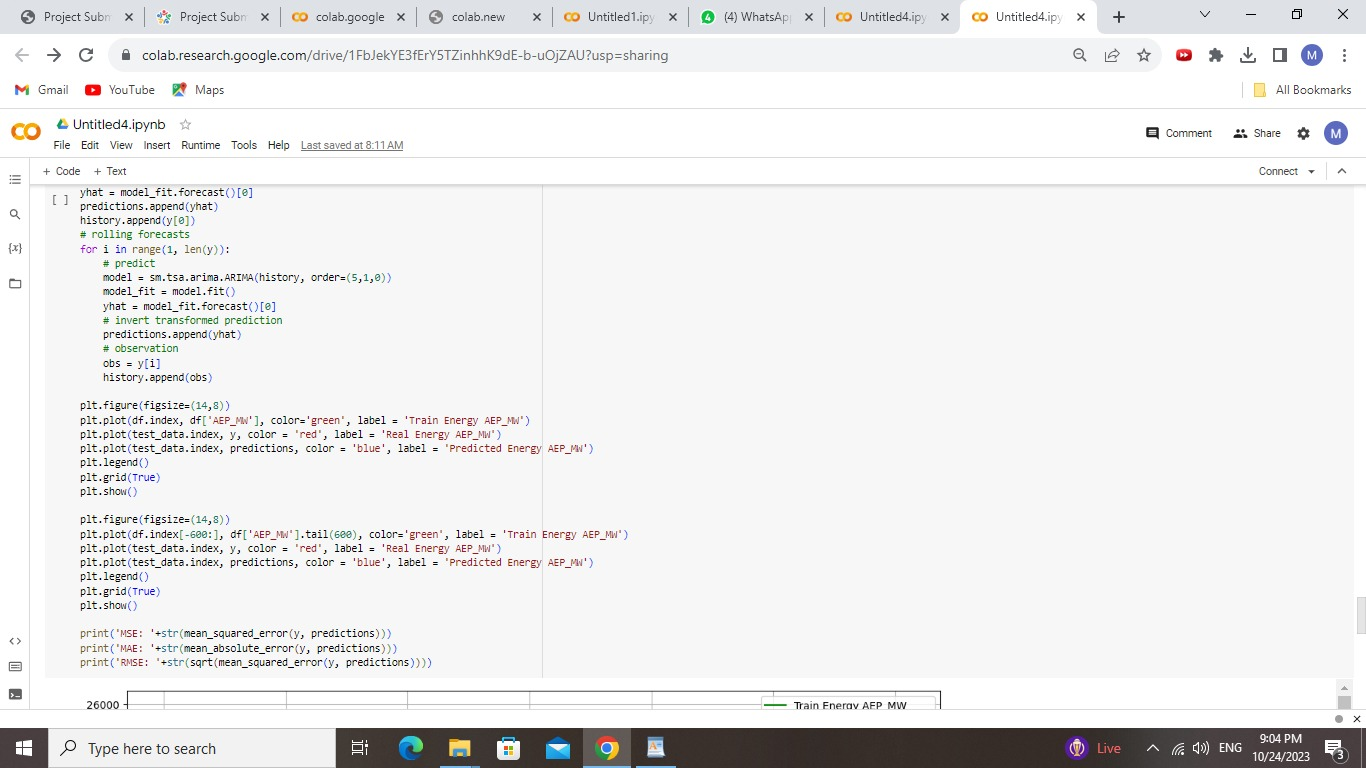 Project Subm
Project Subm
colab.google
colab.new
Untitled1.ipy
(4) WhatsApp
Untitled4.ipy
Untitled4.ipy
colab.research.google.com/drive/1FbJekYE3fErY5TZinhhK9dE-b-uOjZAU?usp=sharing
M
Gmail
YouTube
Maps
All Bookmarks
CO
Untitled4.ipynb
File Edit View Insert Runtime Tools Help Last saved at 8:11 AM
Comment
Share
M
+ Code + Text
Connect
[ ]
yhat = model_fit.forecast()[0]
predictions.append(yhat)
history.append(y[0])
# rolling forecasts
for i in range(1, len(y)):
# predict
model = sm.tsa.arima.ARIMA(history, order=(5,1,0))
model_fit = model.fit()
yhat = model_fit.forecast()[0]
# invert transformed prediction
predictions.append(yhat)
# observation
obs = y[i]
history.append(obs)
plt.figure(figsize=(14,8))
plt.plot(df.index, df['AEP_MW'], color='green', label = 'Train Energy AEP_MW')
plt.plot(test_data.index, y, color = 'red', label = 'Real Energy AEP_MW')
plt.plot(test_data.index, predictions, color = 'blue', label = 'Predicted Energy AEP_MW')
plt.legend()
plt.grid(True)
plt.show()
plt.figure(figsize=(14,8))
plt.plot(df.index[-600:], df['AEP_MW'].tail(600), color='green', label = 'Train Energy AEP_MW')
plt.plot(test_data.index, y, color = 'red', label = 'Real Energy AEP_MW')
plt.plot(test_data.index, predictions, color = 'blue', label = 'Predicted Energy AEP_MW')
plt.legend()
plt.grid(True)
plt.show()
print('MSE: '+str(mean_squared_error(y, predictions)))
print('MAE: '+str(mean_absolute_error(y, predictions)))
print('RMSE: '+str(sqrt(mean_squared_error(y, predictions))))
{x}
26000
Train Energy AEP_MW
Type here to search
Live
ENG
9:04 PM
10/24/2023
3